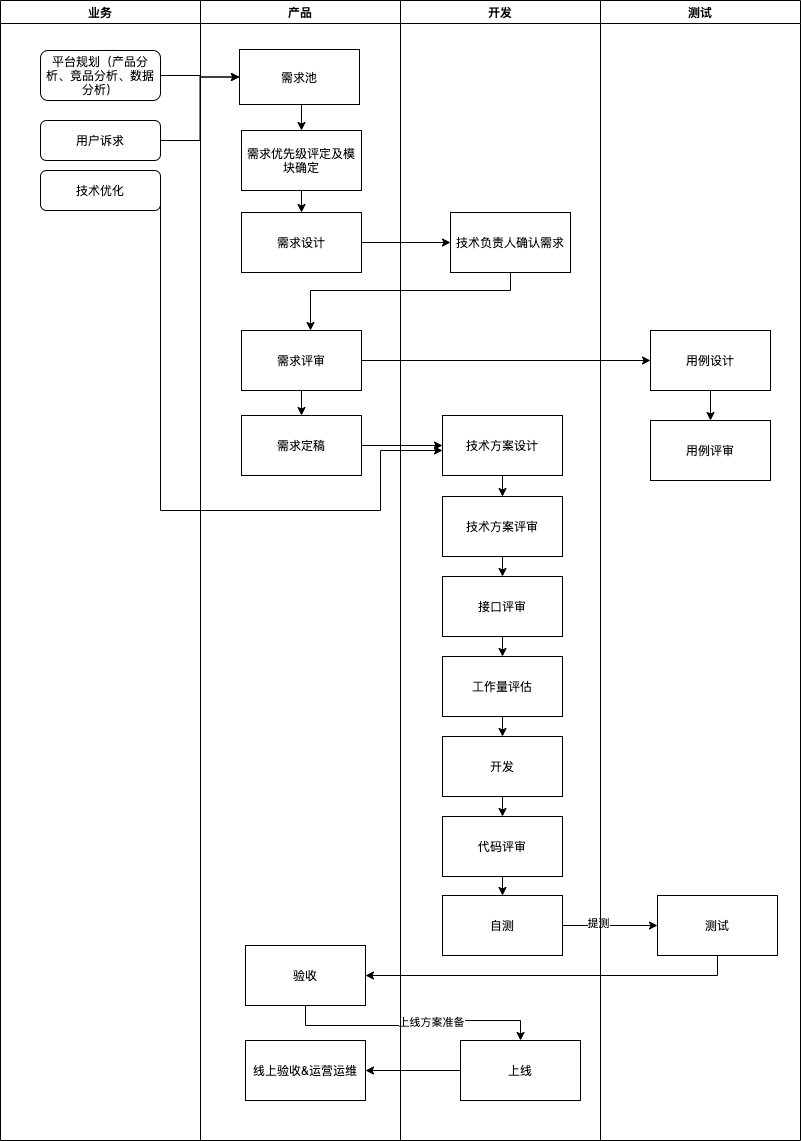 业务
产品
开发
测试
平台规划（产品分
析、竞品分析、数据
分析）
需求池
用户诉求
需求优先级评定及模
块确定
技术优化
需求设计
技术负责人确认需求
需求评审
用例设计
需求定稿
技术方案设计
用例评审
技术方案评审
接口评审
工作量评估
开发
代码评审
自测
提测
测试
验收
上线方案准备
线上验收&运营运维
上线